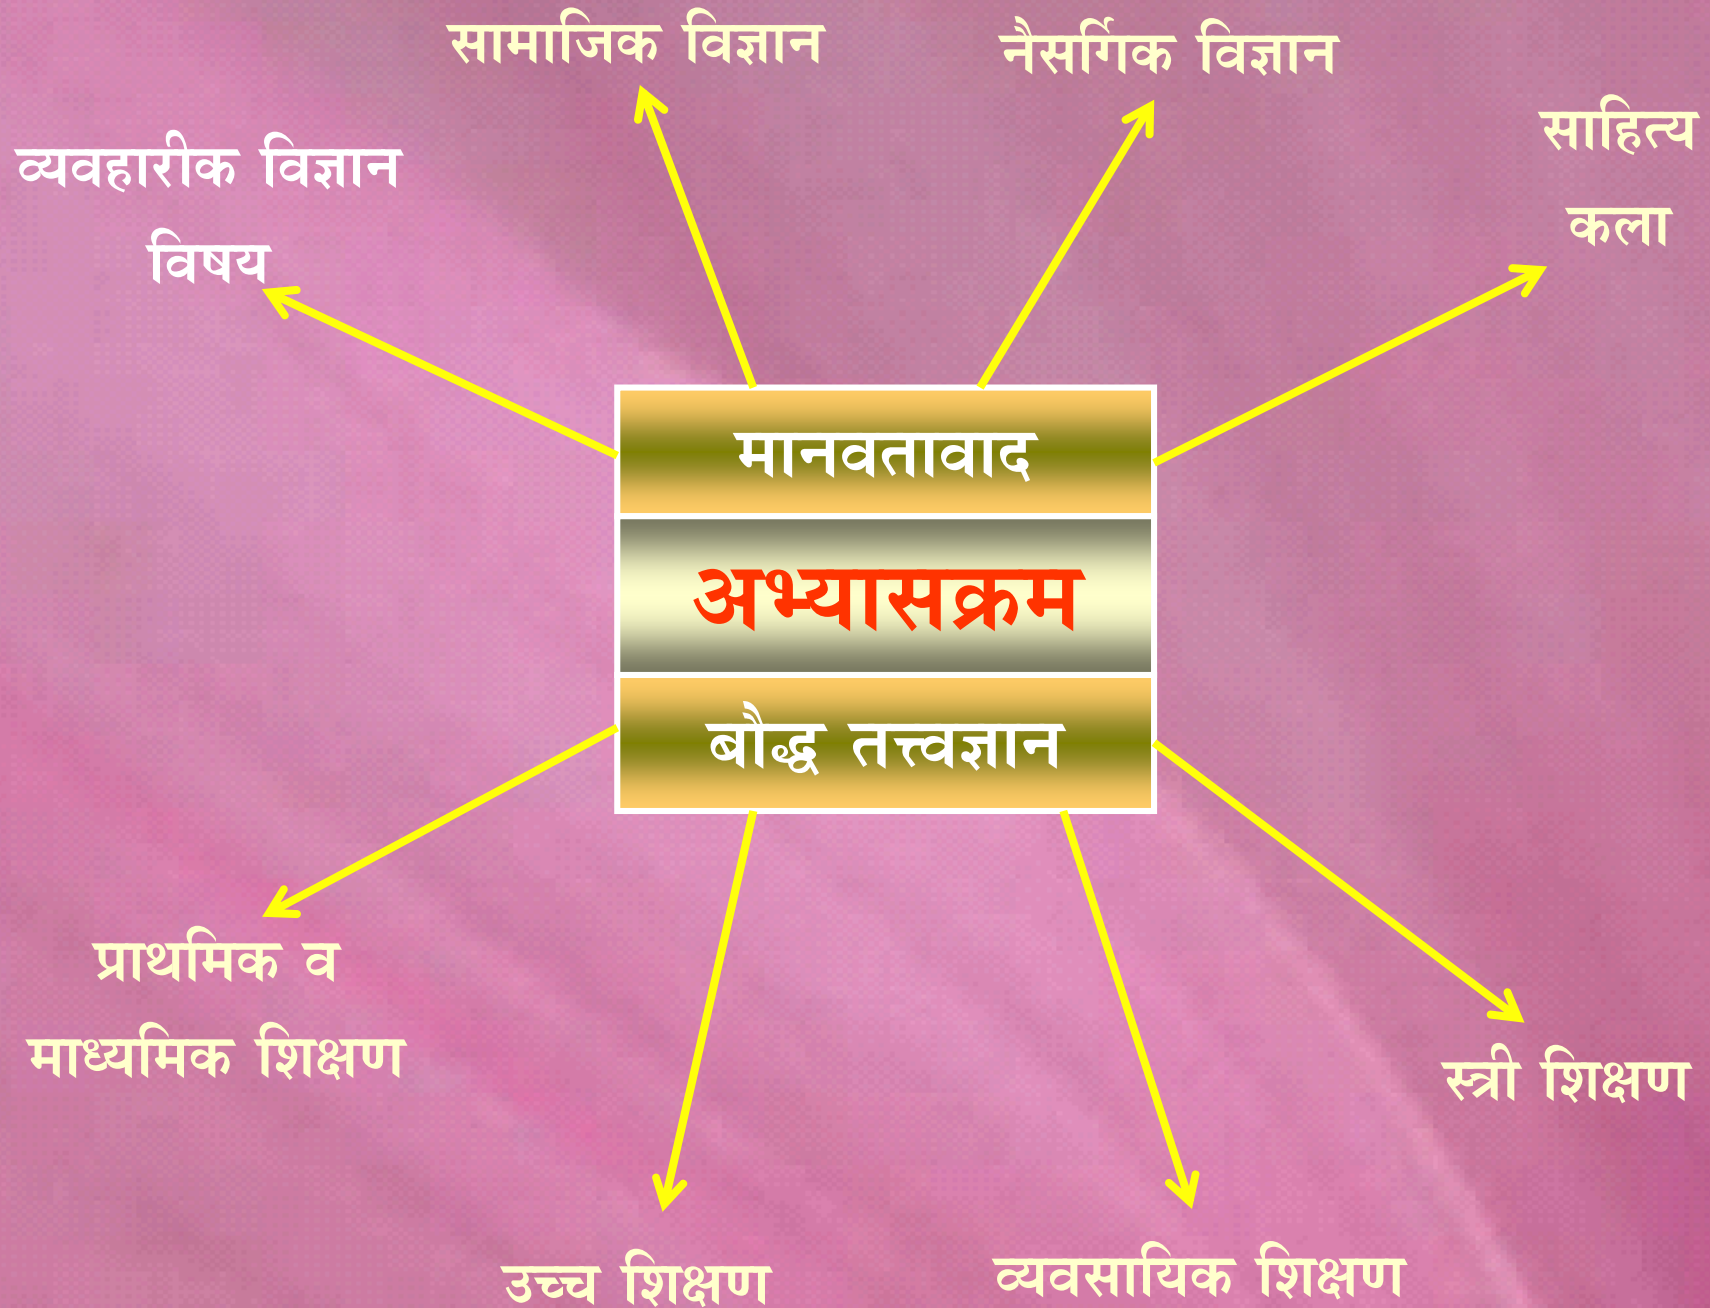 सामाजिक विज्ञान
नैसर्गिक विज्ञान
साहित्य
कला
व्यवहारीक विज्ञान
विषय
मानवतावाद
अभ्यासक्रम
बौद्ध तत्त्वज्ञान
प्राथमिक व
माध्यमिक शिक्षण
स्त्री शिक्षण
उच्च शिक्षण
व्यवसायिक शिक्षण